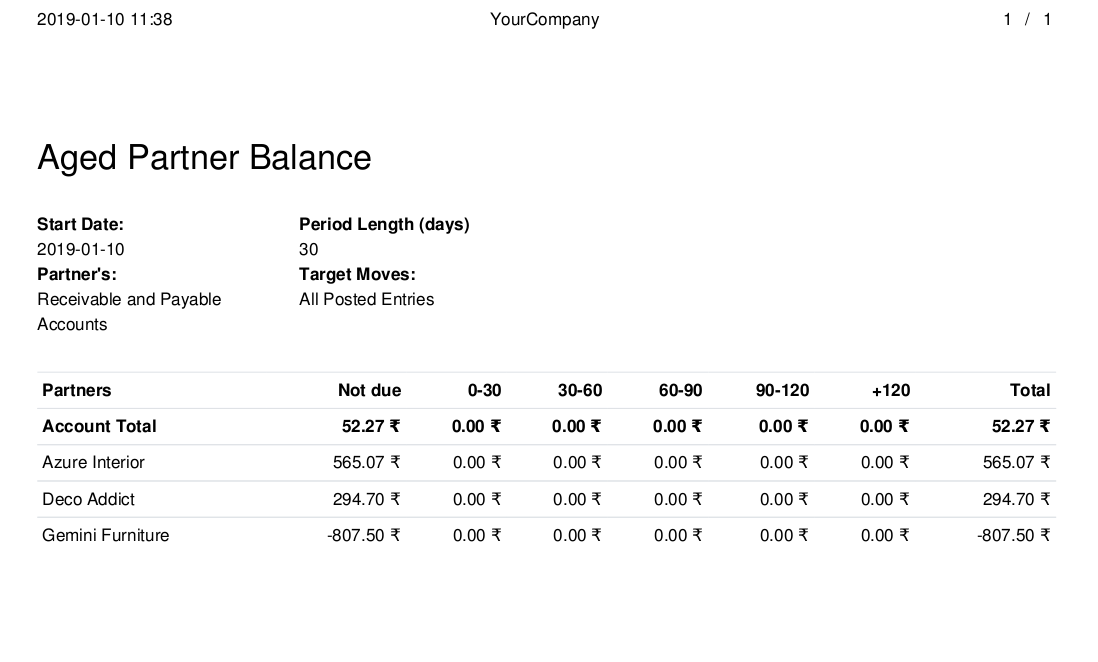 2019-01-10 11:38 YourCompany 1 / 1
Aged Partner Balance
Start Date: Period Length (days)
2019-01-10 30
Partner's: Target Moves:
Receivable and Payable All Posted Entries
Accounts
Partners Not due 0-30 30-60 60-90 90-120 +120 Total
Account Total 52.27 ₹ 0.00 ₹ 0.00 ₹ 0.00 ₹ 0.00 ₹ 0.00 ₹ 52.27 ₹
Azure Interior 565.07 ₹ 0.00 ₹ 0.00 ₹ 0.00 ₹ 0.00 ₹ 0.00 ₹ 565.07 ₹
Deco Addict 294.70 ₹ 0.00 ₹ 0.00 ₹ 0.00 ₹ 0.00 ₹ 0.00 ₹ 294.70 ₹
Gemini Furniture -807.50 ₹ 0.00 ₹ 0.00 ₹ 0.00 ₹ 0.00 ₹ 0.00 ₹ -807.50 ₹